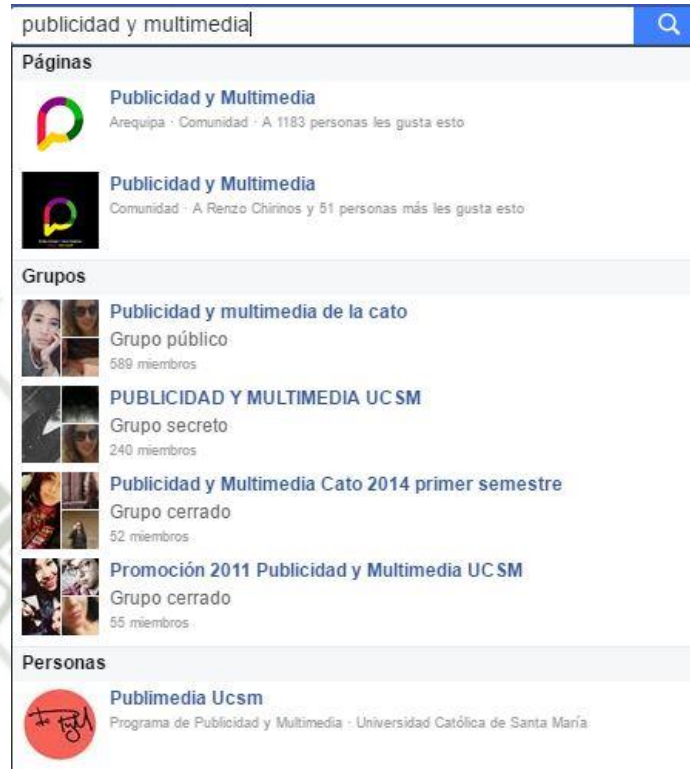 publicidad y multimedia
Páginas
Publicidad y Multimedia
Arequipa · Comunidad · A 1183 personas les gusta esto
Publicidad y Multimedia
Comunidad · A Renzo Chirinos y 51 personas más les gusta esto
Grupos
Publicidad y multimedia de la cato
Grupo público
589 miembros
PUBLICIDAD Y MULTIMEDIA UCSM
Grupo secreto
240 miembros
Publicidad y Multimedia Cato 2014 primer semestre
Grupo cerrado
52 miembros
Promoción 2011 Publicidad y Multimedia UCSM
Grupo cerrado
55 miembros
Personas
Publimedia Ucsm
Programa de Publicidad y Multimedia · Universidad Católica de Santa María